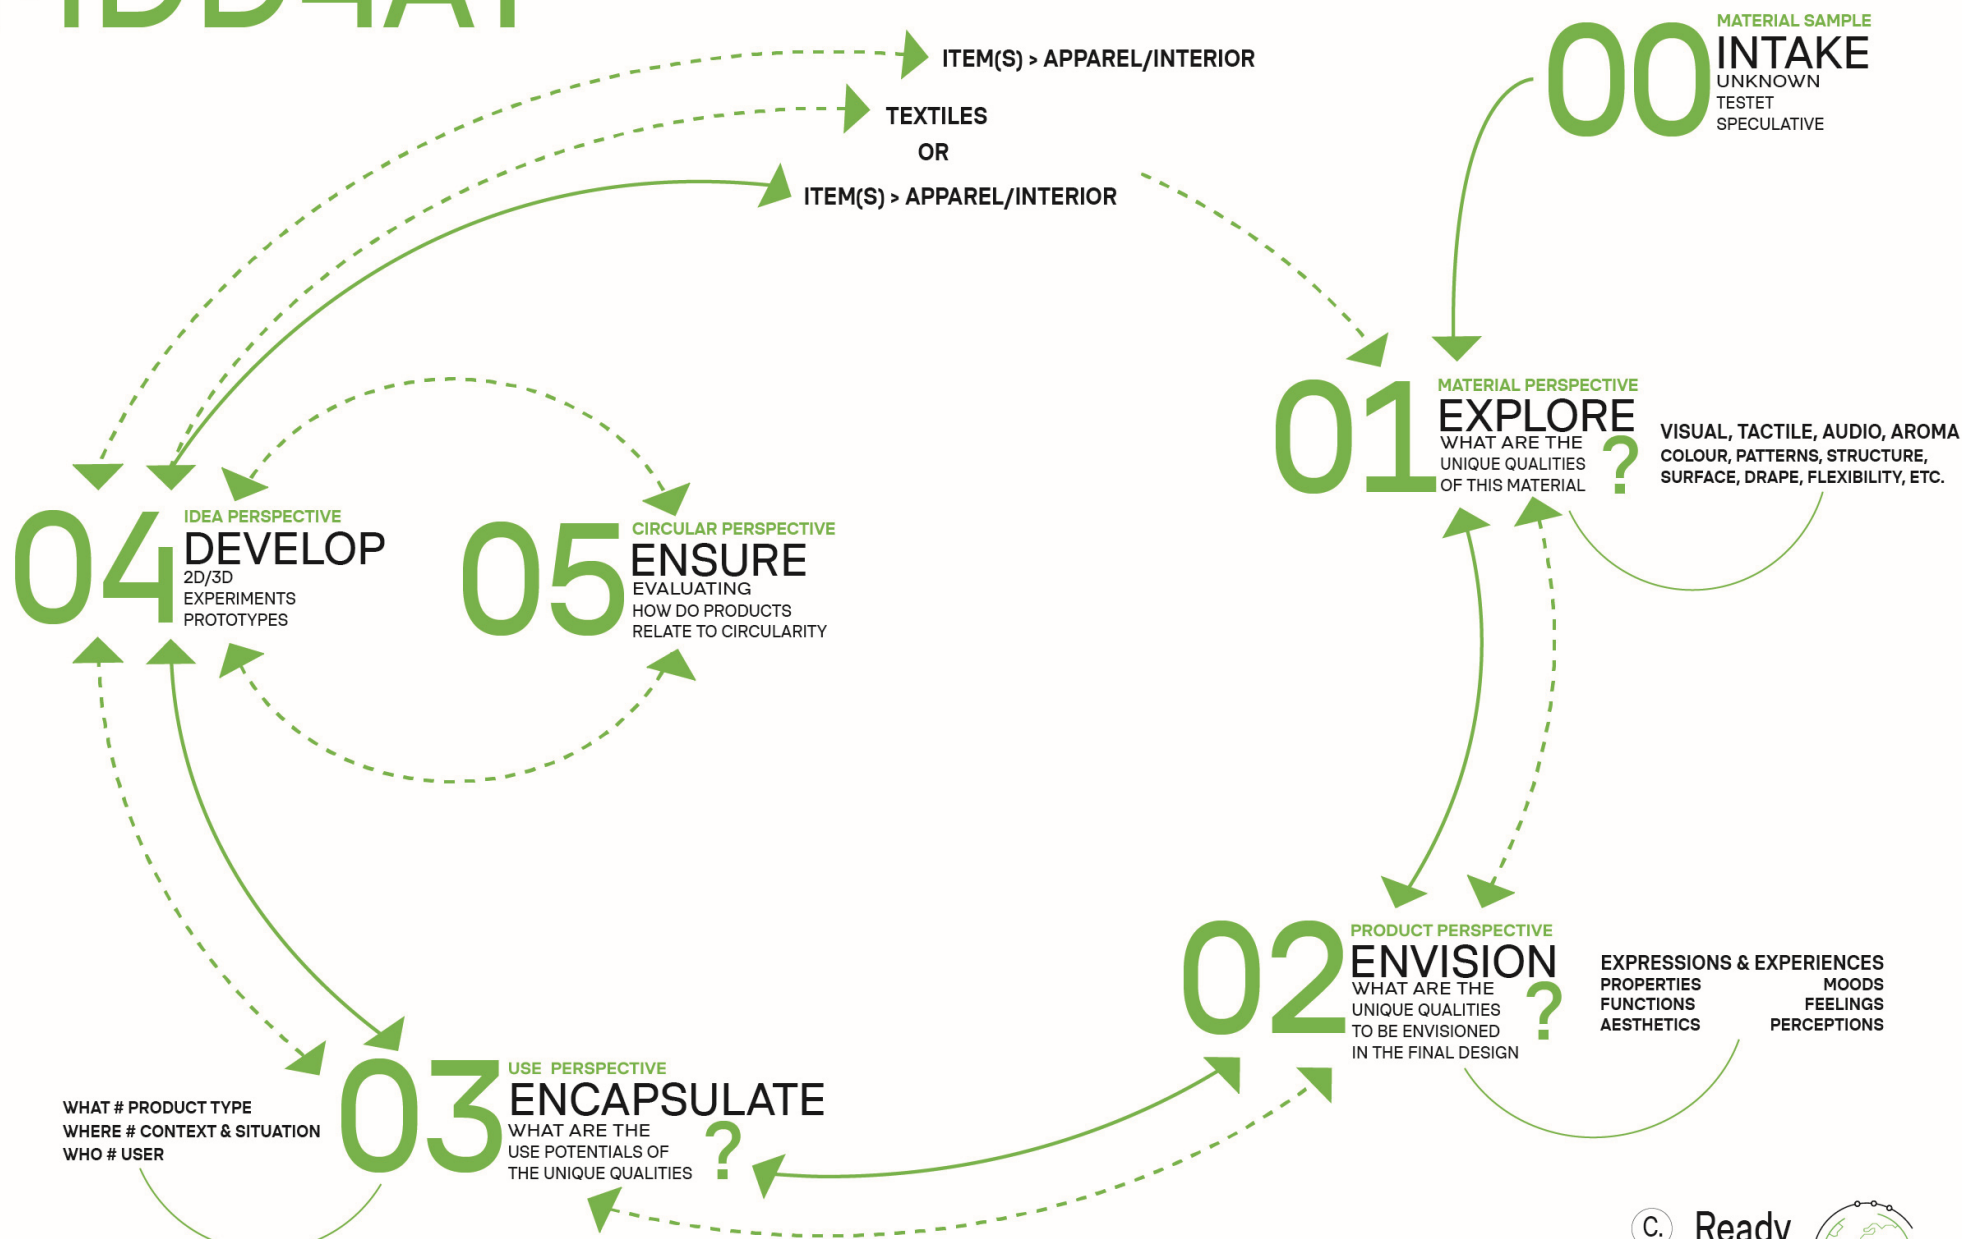 ITEM(S) > APPAREL/INTERIOR
TEXTILES
OR
ITEM(S) > APPAREL/INTERIOR
00
MATERIAL SAMPLE
INTAKE
UNKNOWN
TESTET
SPECULATIVE
01
MATERIAL PERSPECTIVE
EXPLORE
WHAT ARE THE
UNIQUE QUALITIES
OF THIS MATERIAL ?
VISUAL, TACTILE, AUDIO, AROMA
COLOUR, PATTERNS, STRUCTURE,
SURFACE, DRAPE, FLEXIBILITY, ETC.
04
IDEA PERSPECTIVE
DEVELOP
2D/3D
EXPERIMENTS
PROTOTYPES
05
CIRCULAR PERSPECTIVE
ENSURE
EVALUATING
HOW DO PRODUCTS
RELATE TO CIRCULARITY
02
PRODUCT PERSPECTIVE
ENVISION
WHAT ARE THE
UNIQUE QUALITIES
TO BE ENVISIONED
IN THE FINAL DESIGN ?
EXPRESSIONS & EXPERIENCES
PROPERTIES MOODS
FUNCTIONS FEELINGS
AESTHETICS PERCEPTIONS
03
USE PERSPECTIVE
ENCAPSULATE
WHAT ARE THE
USE POTENTIALS OF
THE UNIQUE QUALITIES ?
WHAT # PRODUCT TYPE
WHERE # CONTEXT & SITUATION
WHO # USER
C. Ready